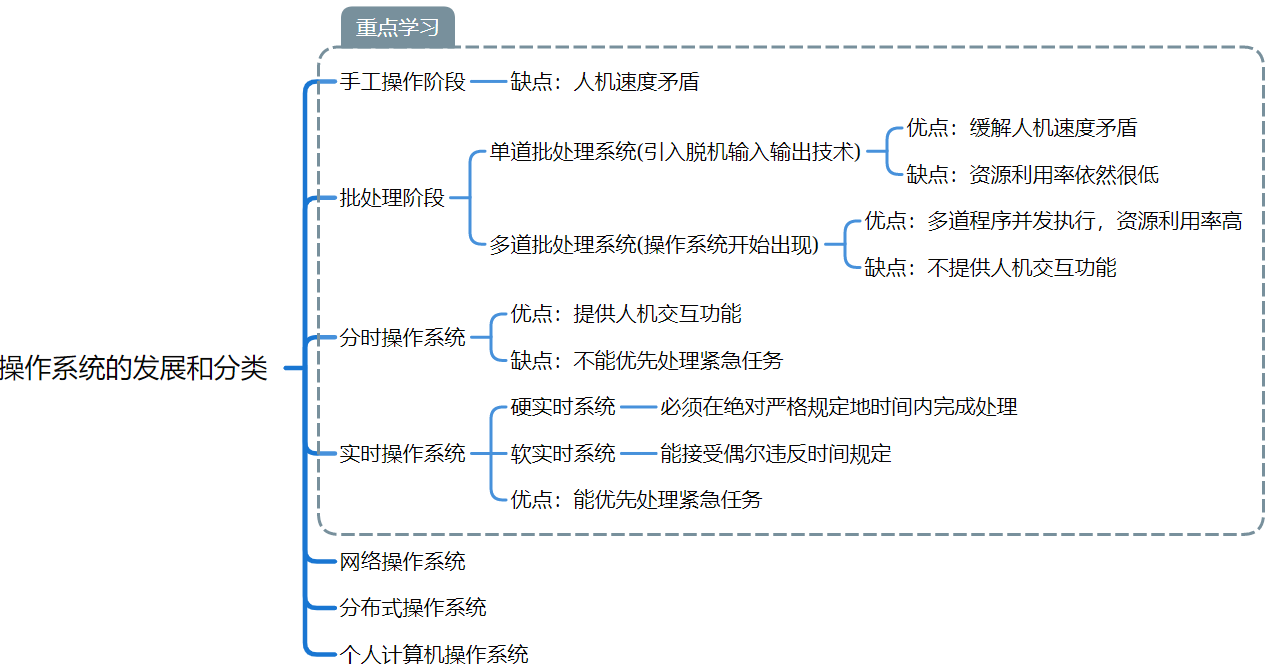 重点学习
手工操作阶段
缺点：人机速度矛盾
优点：缓解人机速度矛盾
单道批处理系统(引入脱机输入输出技术)
缺点：资源利用率依然很低
批处理阶段
优点：多道程序并发执行，资源利用率高
多道批处理系统(操作系统开始出现)
缺点：不提供人机交互功能
优点：提供人机交互功能
分时操作系统
缺点：不能优先处理紧急任务
操作系统的发展和分类
硬实时系统
必须在绝对严格规定地时间内完成处理
实时操作系统
软实时系统
能接受偶尔违反时间规定
优点：能优先处理紧急任务
网络操作系统
分布式操作系统
个人计算机操作系统